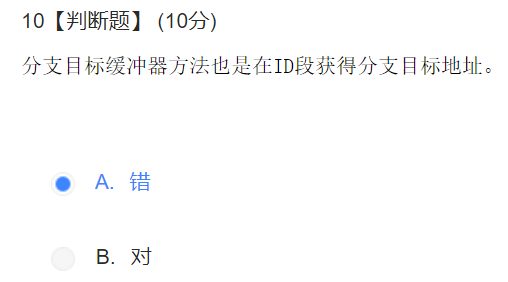 10【判断题】 (10分)
分支目标缓冲器方法也是在ID段获得分支目标地址。
A. 错
B. 对